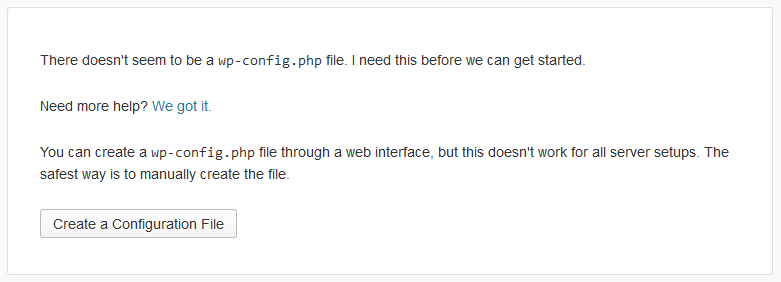 There doesn't seem to be a wp-config.php file. I need this before we can get started.
Need more help? We got it.
You can create a wp-config.php file through a web interface, but this doesn't work for all server setups. The
safest way is to manually create the file.
Create a Configuration File